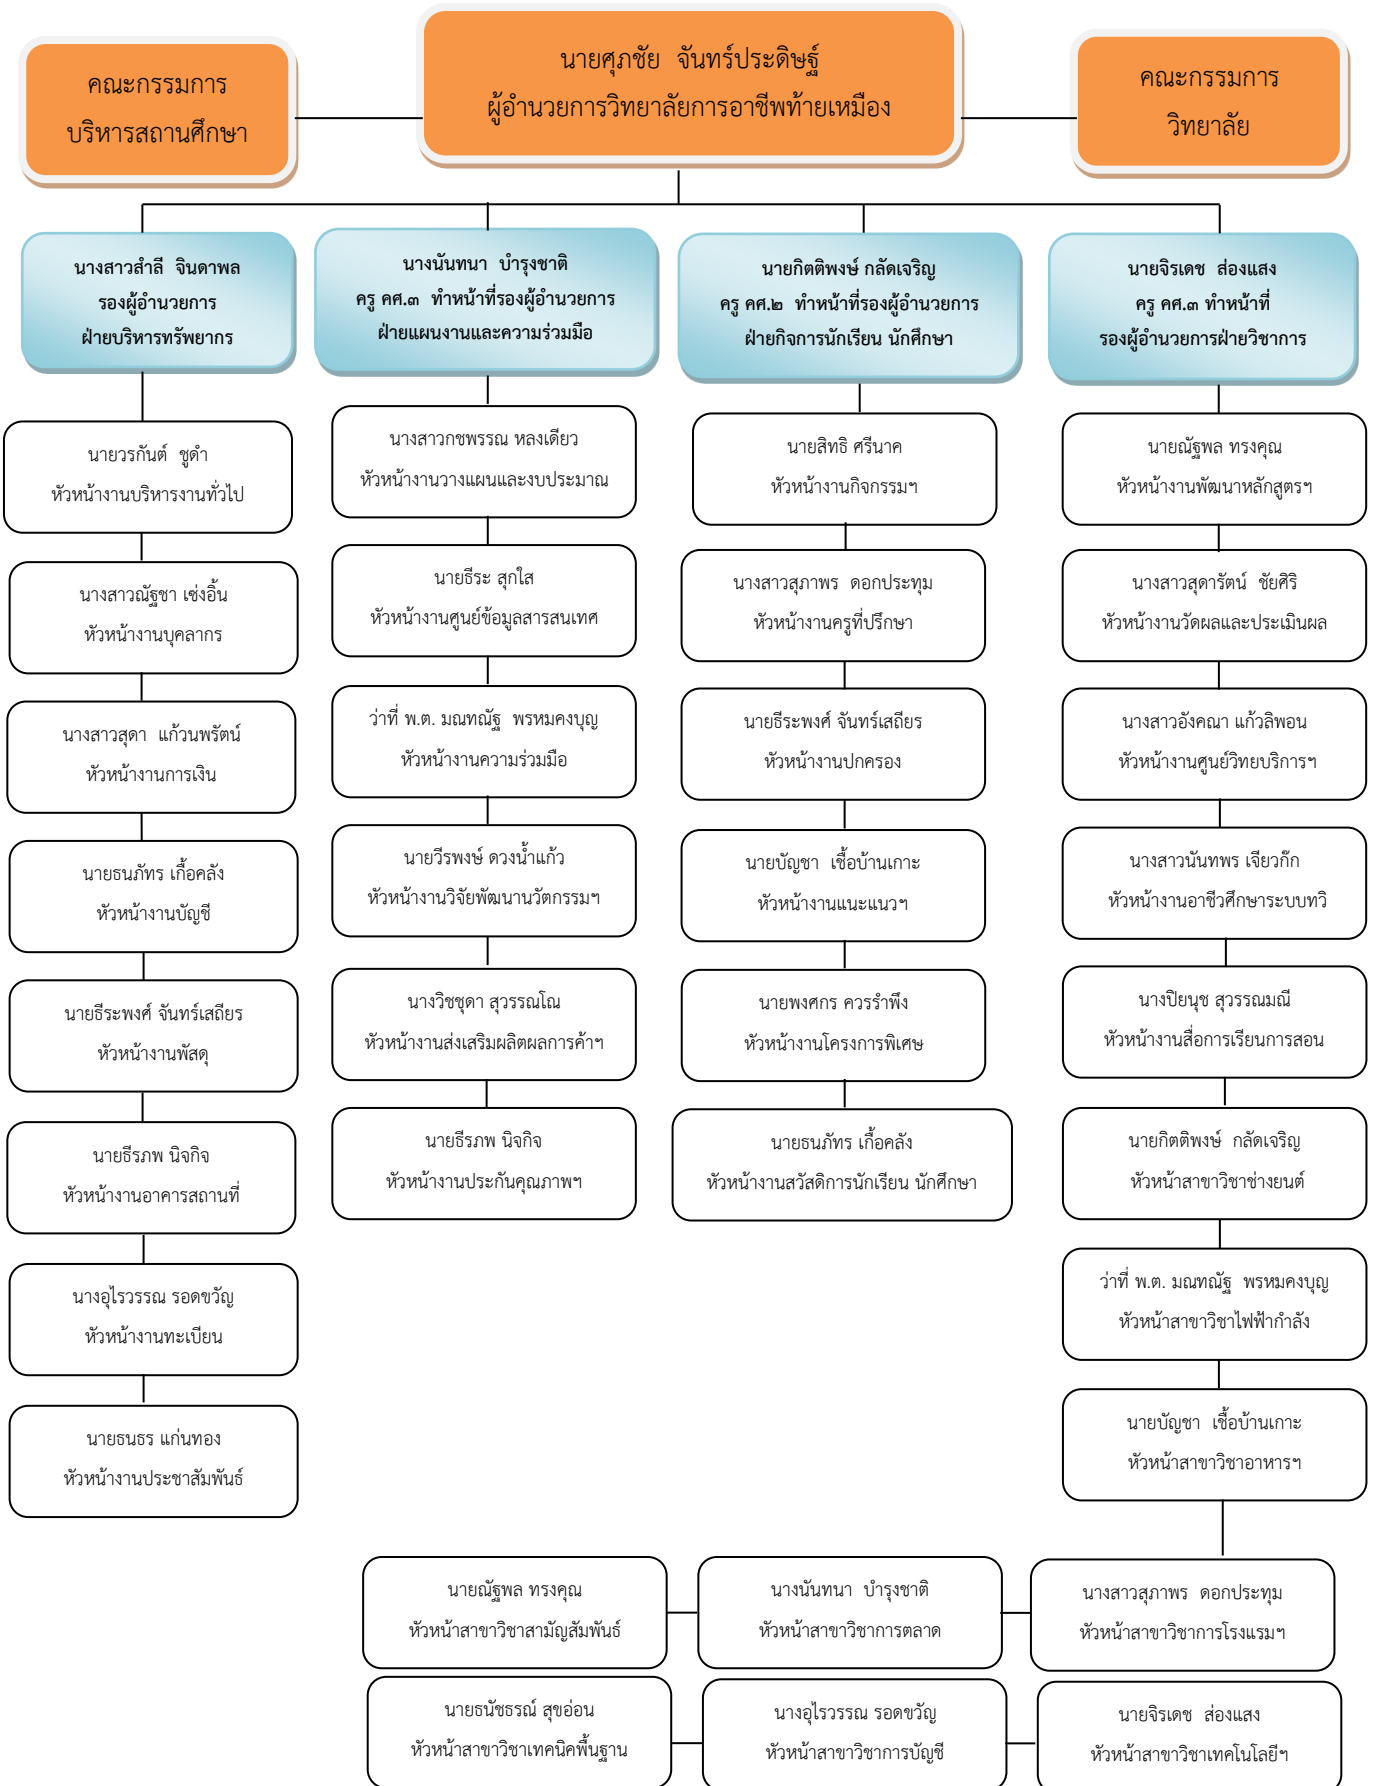 คณะกรรมการ
บริหารสถานศึกษา
นายศุภชัย จันทร์ประดิษฐ์
ผู้อำนวยการวิทยาลัยการอาชีพท้ายเหมือง
คณะกรรมการ
วิทยาลัย
นางสาวสำลี จินดาพล
รองผู้อำนวยการ
ฝ่ายบริหารทรัพยากร
นางนันทนา บำรุงชาติ
ครู คศ.๓ ทำหน้าที่รองผู้อำนวยการ
ฝ่ายแผนงานและความร่วมมือ
นายกิตติพงษ์ กลัดเจริญ
ครู คศ.๒ ทำหน้าที่รองผู้อำนวยการ
ฝ่ายกิจการนักเรียน นักศึกษา
นายจิรเดช ส่องแสง
ครู คศ.๓ ทำหน้าที่
รองผู้อำนวยการฝ่ายวิชาการ
นายวรกันต์ ชูดำ
หัวหน้างานบริหารงานทั่วไป
นางสาวณัฐชา เซ่งอิ้น
หัวหน้างานบุคลากร
นางสาวสุดา แก้วนพรัตน์
หัวหน้างานการเงิน
นายธนภัทร เกื้อคลัง
หัวหน้างานบัญชี
นายธีระพงศ์ จันทร์เสถียร
หัวหน้างานพัสดุ
นายธีรภพ นิจกิจ
หัวหน้างานอาคารสถานที่
นางอุไรวรรณ รอดขวัญ
หัวหน้างานทะเบียน
นายธนธร แก่นทอง
หัวหน้างานประชาสัมพันธ์
นางสาวกชพรรณ หลงเดียว
หัวหน้างานวางแผนและงบประมาณ
นายธีระ สุกใส
หัวหน้างานศูนย์ข้อมูลสารสนเทศ
ว่าที่ พ.ต. มณฑณัฐ พรหมคงบุญ
หัวหน้างานความร่วมมือ
นายวีรพงษ์ ดวงน้ำแก้ว
หัวหน้างานวิจัยพัฒนานวัตกรรมฯ
นางวิชชุดา สุวรรณโณ
หัวหน้างานส่งเสริมผลิตผลการค้าฯ
นายธีรภพ นิจกิจ
หัวหน้างานประกันคุณภาพฯ
นายสิทธิ ศรีนาค
หัวหน้างานกิจกรรมฯ
นางสาวสุภาพร ดอกประทุม
หัวหน้างานครูที่ปรึกษา
นายธีระพงศ์ จันทร์เสถียร
หัวหน้างานปกครอง
นายบัญชา เชื้อบ้านเกาะ
หัวหน้างานแนะแนวฯ
นายพงศกร ควรรำพึง
หัวหน้างานโครงการพิเศษ
นายธนภัทร เกื้อคลัง
หัวหน้างานสวัสดิการนักเรียน นักศึกษา
นายณัฐพล ทรงคุณ
หัวหน้างานพัฒนาหลักสูตรฯ
นางสาวสุดารัตน์ ชัยศิริ
หัวหน้างานวัดผลและประเมินผล
นางสาวอังคณา แก้วลิพอน
หัวหน้างานศูนย์วิทยบริการฯ
นางสาวนันทพร เจียวก๊ก
หัวหน้างานอาชีวศึกษาระบบทวิ
นางปิยนุช สุวรรณมณี
หัวหน้างานสื่อการเรียนการสอน
นายกิตติพงษ์ กลัดเจริญ
หัวหน้าสาขาวิชาช่างยนต์
ว่าที่ พ.ต. มณฑณัฐ พรหมคงบุญ
หัวหน้าสาขาวิชาไฟฟ้ากำลัง
นายบัญชา เชื้อบ้านเกาะ
หัวหน้าสาขาวิชาอาหารฯ
นายณัฐพล ทรงคุณ
หัวหน้าสาขาวิชาสามัญสัมพันธ์
นางนันทนา บำรุงชาติ
หัวหน้าสาขาวิชาการตลาด
นางสาวสุภาพร ดอกประทุม
หัวหน้าสาขาวิชาการโรงแรมฯ
นายธนัชธรณ์ สุขอ่อน
หัวหน้าสาขาวิชาเทคนิคพื้นฐาน
นางอุไรวรรณ รอดขวัญ
หัวหน้าสาขาวิชาการบัญชี
นายจิรเดช ส่องแสง
หัวหน้าสาขาวิชาเทคโนโลยีฯ